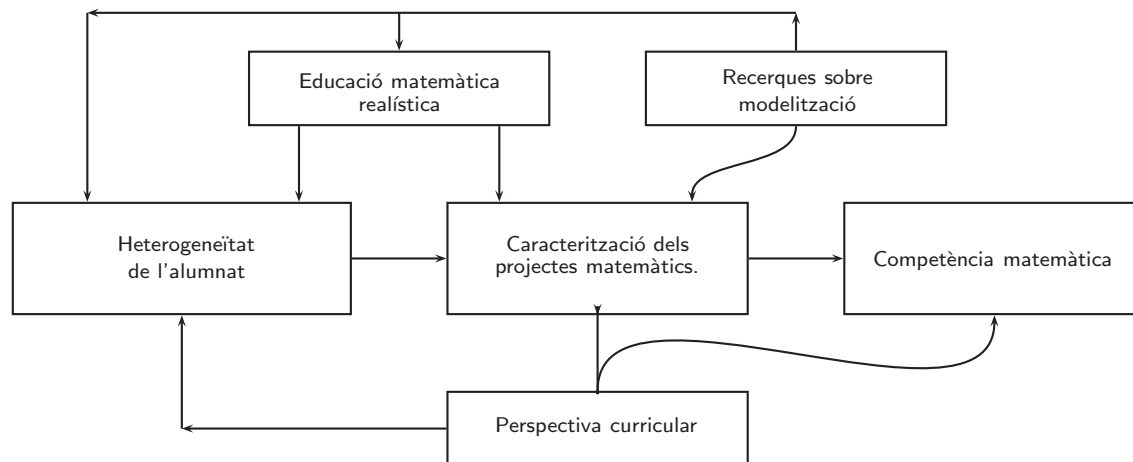 Educació matemàtica
realística
Recerques sobre
modelització
Heterogeneïtat
de l'alumnat
Caracterització dels
projectes matemàtics.
Competència matemàtica
Perspectiva curricular